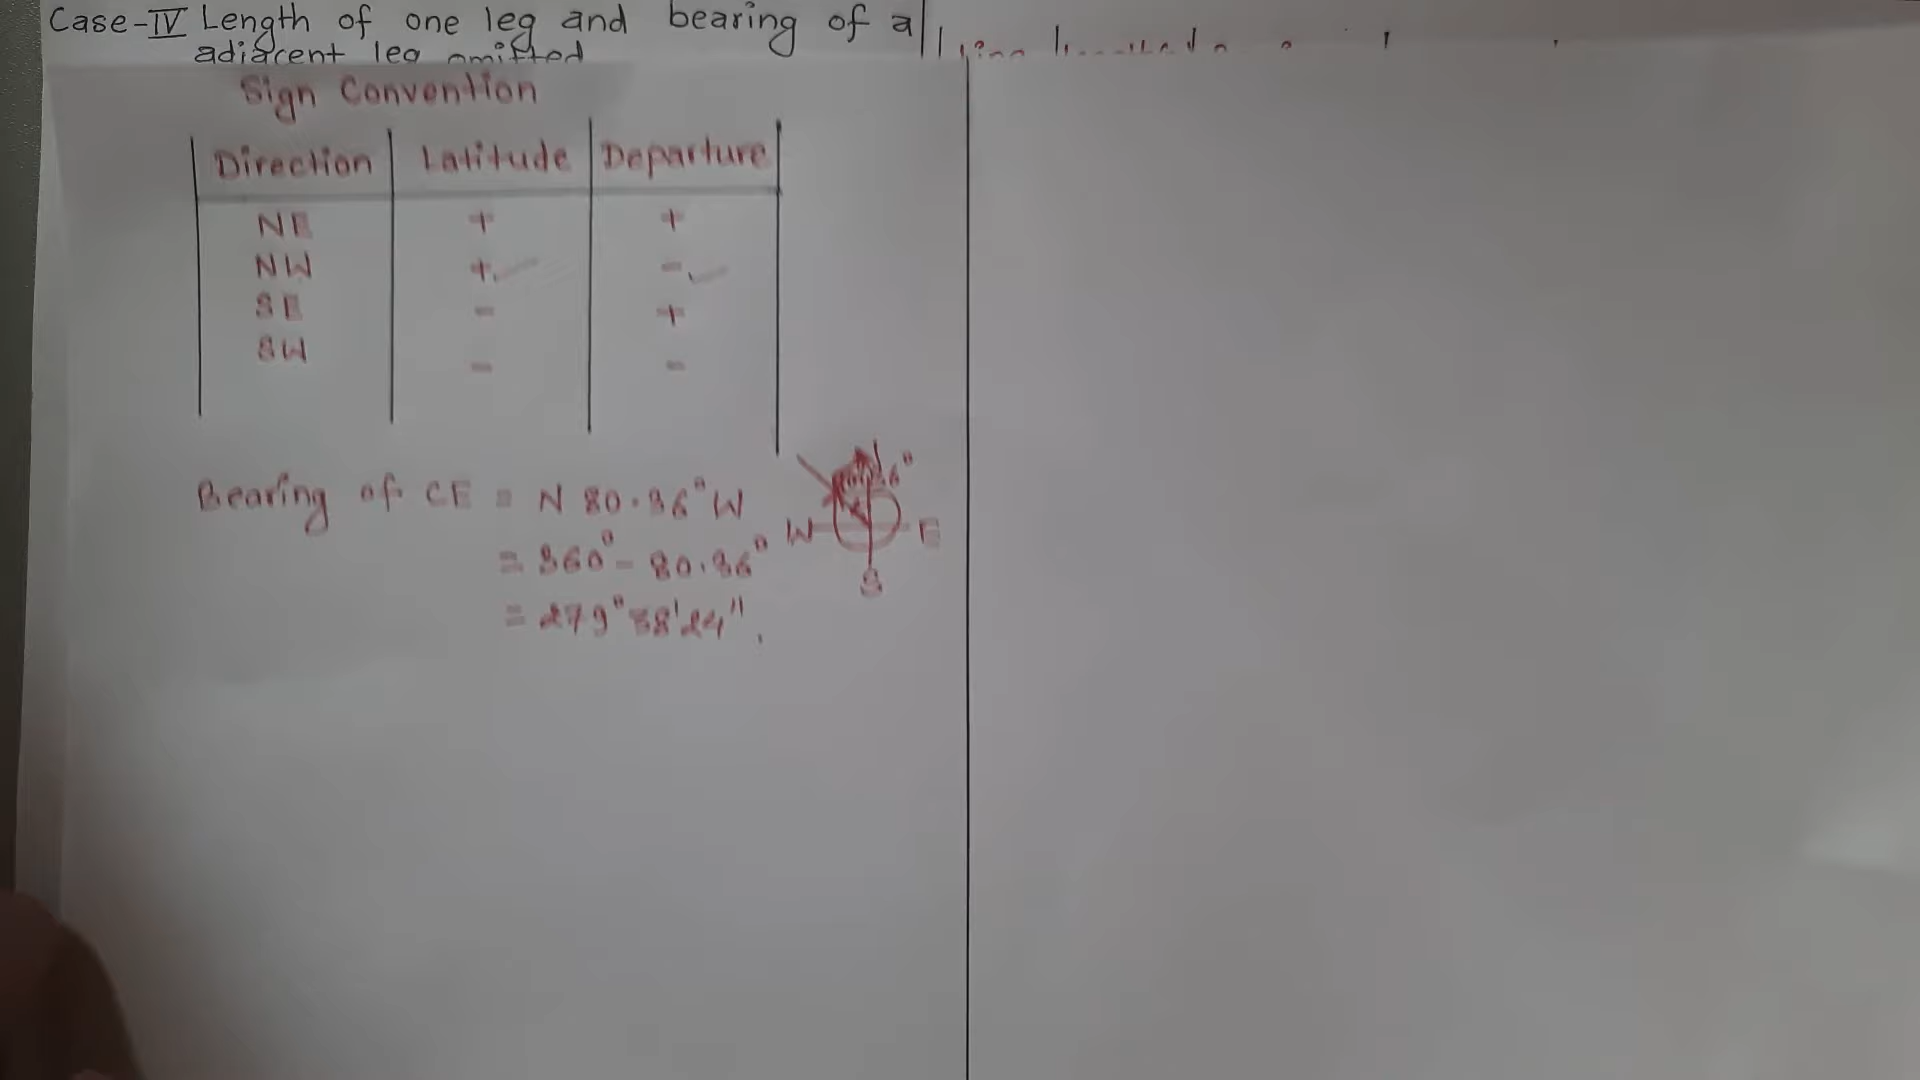 Case-IV Length of one leg and bearing of a
adjacent leg omitted
Sign Convention
Direction Latitude Departure
NE + +
NW + -
SE - +
SW - -
Bearing of CE = N 80.36° W
= 360° - 80.36°
= 279°38'24".
W E
S